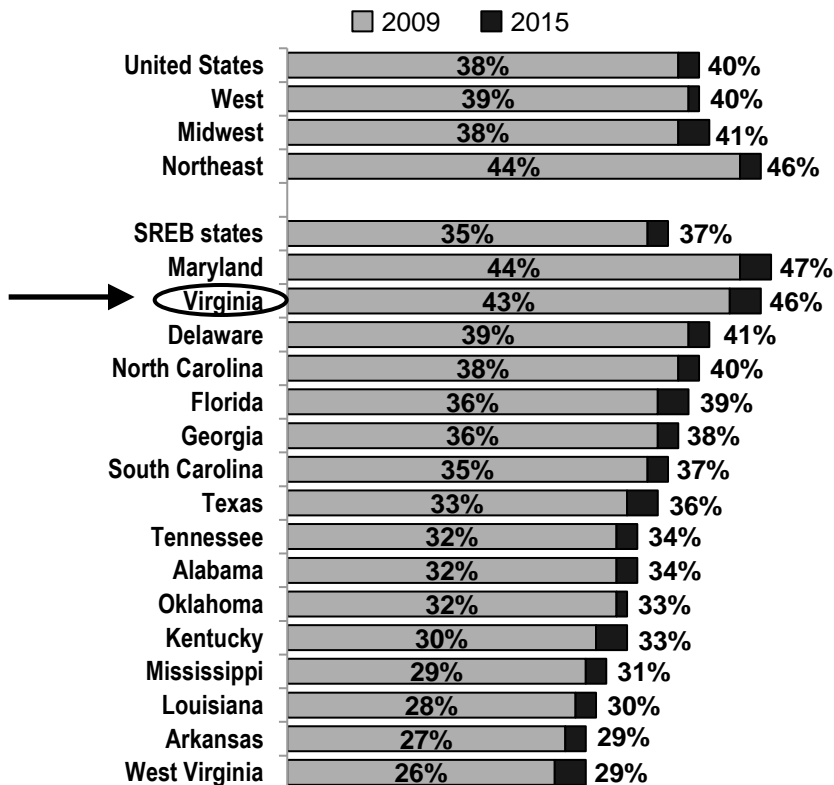 2009 2015
United States 38% 40%
West 39% 40%
Midwest 38% 41%
Northeast 44% 46%
SREB states 35% 37%
Maryland 44% 47%
Virginia 43% 46%
Delaware 39% 41%
North Carolina 38% 40%
Florida 36% 39%
Georgia 36% 38%
South Carolina 35% 37%
Texas 33% 36%
Tennessee 32% 34%
Alabama 32% 34%
Oklahoma 32% 33%
Kentucky 30% 33%
Mississippi 29% 31%
Louisiana 28% 30%
Arkansas 27% 29%
West Virginia 26% 29%